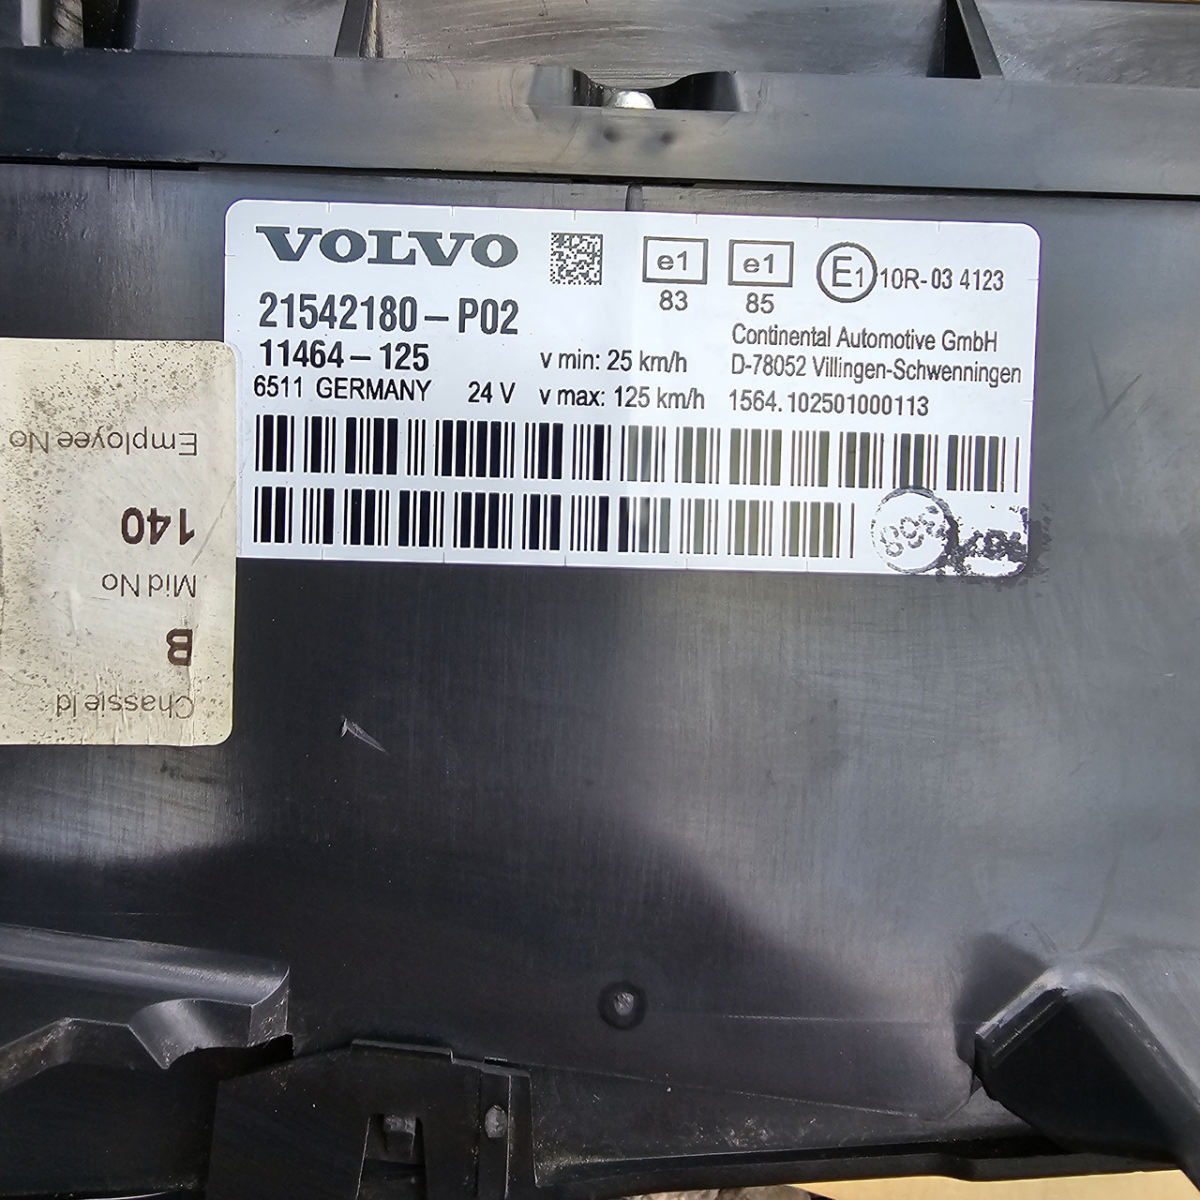 VOLVO
e1
83
e1
85
E1 10R-03 4123
21542180-P02
11464-125
6511 GERMANY 24 V
v min: 25 km/h
v max: 125 km/h
Continental Automotive GmbH
D-78052 Villingen-Schwenningen
1564.102501000113
Chassie Id
B
Mid No
140
Employee No